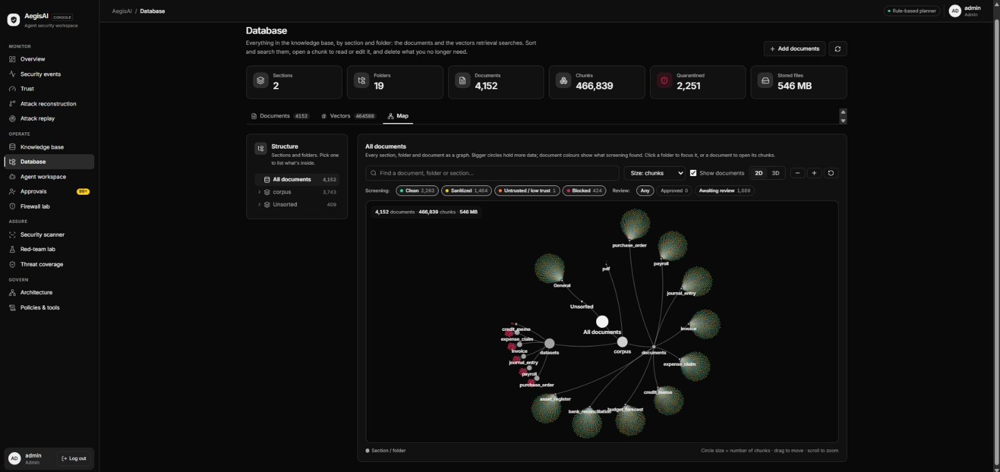 AegisAI CONSOLE
Agent security workspace
MONITOR
Overview
Security events
Trust
Attack reconstruction
Attack replay
OPERATE
Knowledge base
Database
Agent workspace
Approvals 99+
Firewall lab
ASSURE
Security scanner
Red-team lab
Threat coverage
GOVERN
Architecture
Policies & tools
AD admin
Admin
Log out
AegisAI / Database
Rule-based planner
AD admin
Admin
Database
Everything in the knowledge base, by section and folder: the documents and the vectors retrieval searches. Sort
and search them, open a chunk to read or edit it, and delete what you no longer need.
+ Add documents
Sections
2
Folders
19
Documents
4,152
Chunks
466,839
Quarantined
2,251
Stored files
546 MB
Documents 4152
Vectors 464588
Map
Structure
Sections and folders. Pick one
to list what's inside.
All documents 4,152
corpus 3,743
Unsorted 409
All documents
Every section, folder and document as a graph. Bigger circles hold more data; document colours show what screening found. Click a folder to focus it, or a document to open its chunks.
Find a document, folder or section...
Size: chunks
Show documents
2D 3D
Screening: Clean 2,263 Sanitized 1,464 Untrusted / low trust 1 Blocked 424 Review: Any Approved 0 Awaiting review 1,889
4,152 documents · 466,839 chunks · 546 MB
purchase_order
payroll
pdf
General
journal_entry
Unsorted
invoice
All documents
credit_memo
expense_claim
invoice
datasets
corpus
documents
journal_entry
expense_claim
payroll
purchase_order
credit_memo
asset_register
bank_reconciliation
budget_forecast
Section / folder
Circle size = number of chunks · drag to move · scroll to zoom